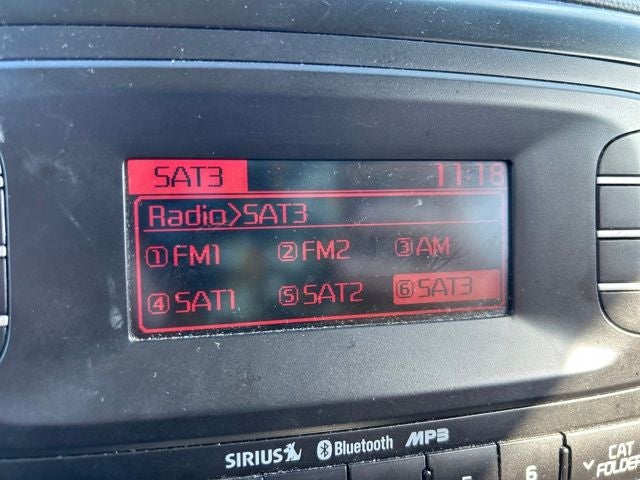 SAT3 11:18
Radio>SAT3
①FM1 ②FM2 ③AM
④SAT1 ⑤SAT2 ⑥SAT3
SIRIUS Bluetooth MP3
6 CAT
FOLDER